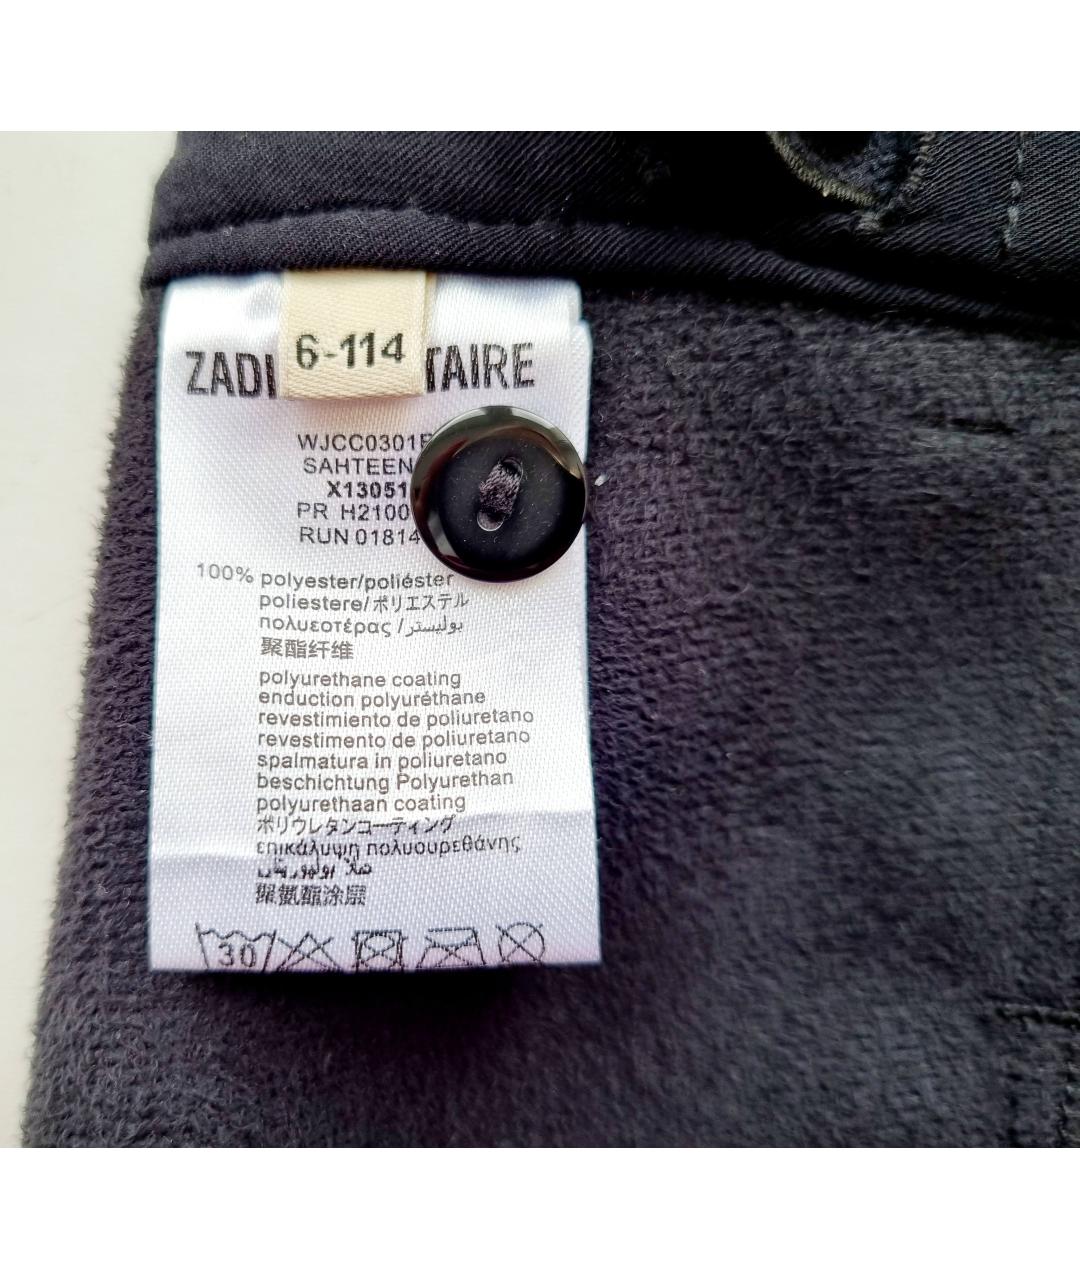 6-114
ZADI TAIRE
WJCC0301
SAHTEEN
X13051
PR H2100
RUN 01814
100% polyester/poliéster
poliestere/ポリエステル
πολυεοτέρας /بوليستر
聚酯纤维
polyurethane coating
enduction polyuréthane
revestimiento de poliuretano
revestimento de poliuretano
spalmatura in poliuretano
beschichtung Polyurethan
polyurethaan coating
ポリウレタンコーティング
επικάλυψη πολυουρεθάνης
聚氨酯涂层
30